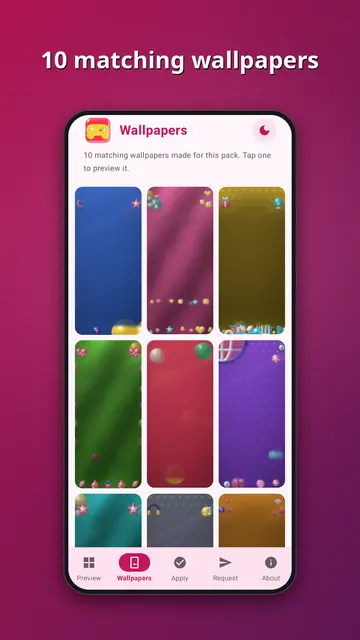 10 matching wallpapers
Wallpapers
10 matching wallpapers made for this pack. Tap one
to preview it.
Preview
Wallpapers
Apply
Request
About